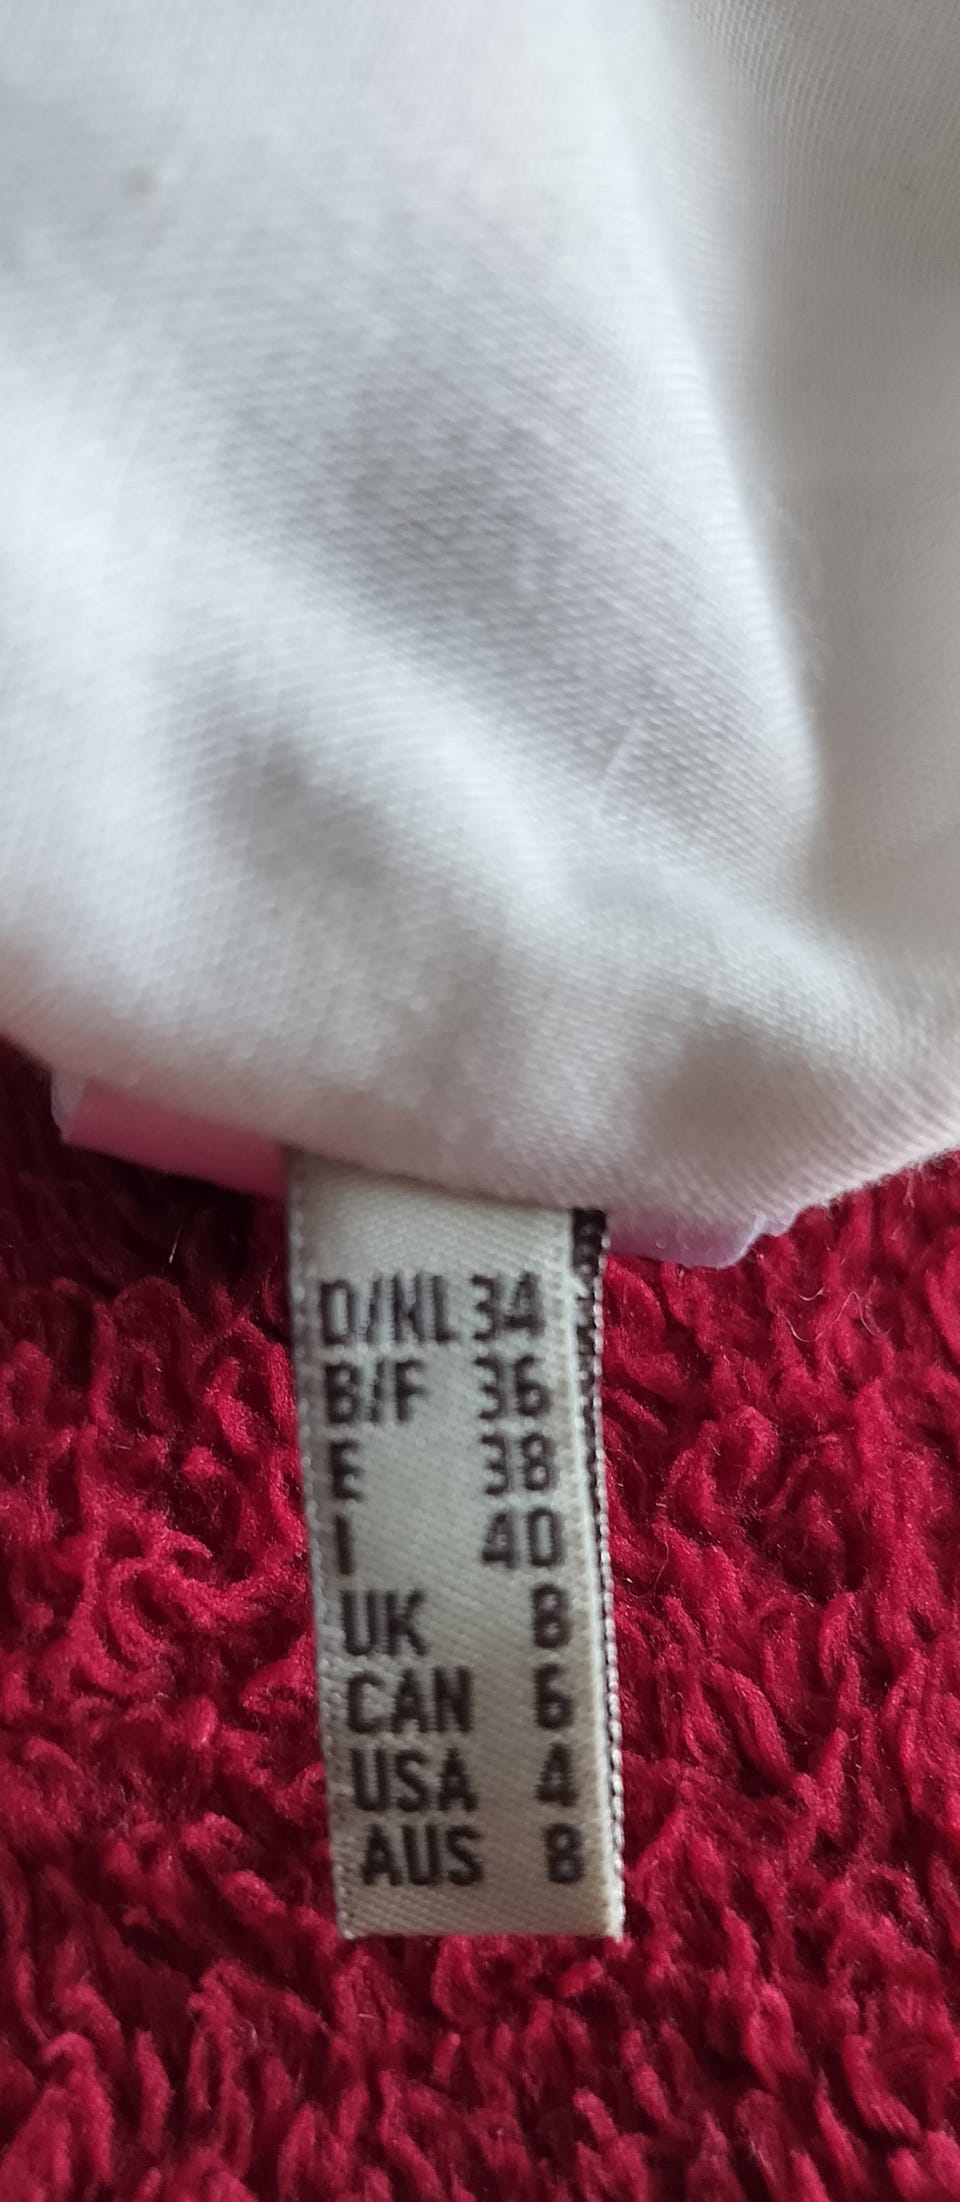 D/NL 34
B/F 36
E 38
I 40
UK 8
CAN 6
USA 4
AUS 8